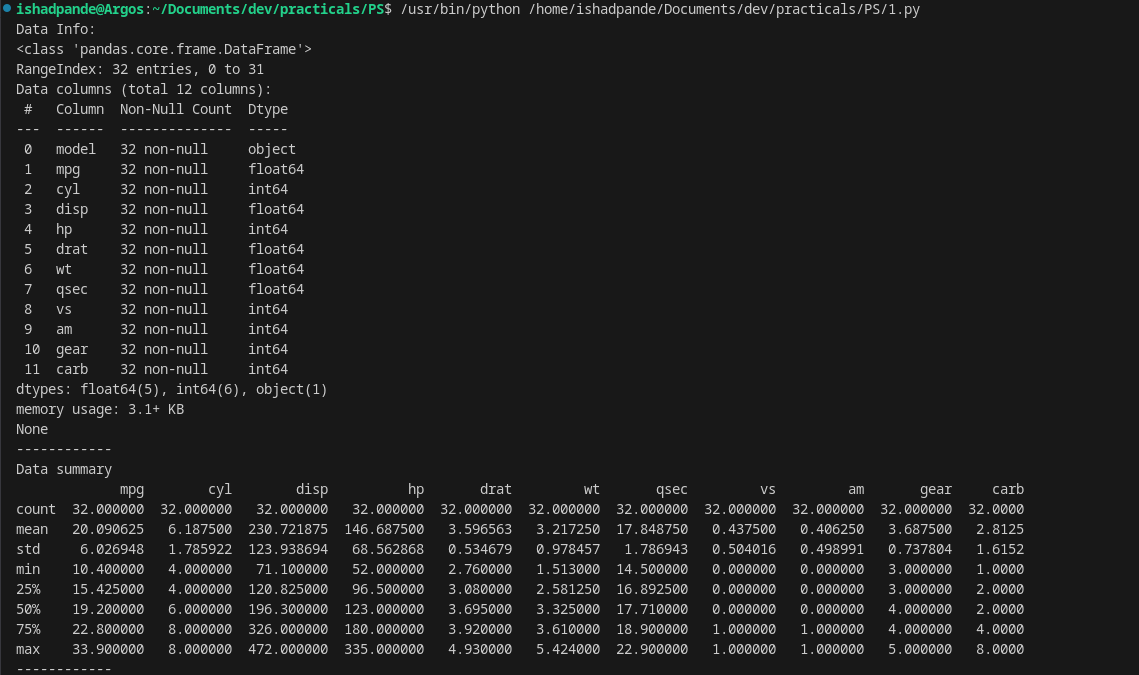 ishadpande@Argos:~/Documents/dev/practicals/PS$ /usr/bin/python /home/ishadpande/Documents/dev/practicals/PS/1.py
Data Info:
<class 'pandas.core.frame.DataFrame'>
RangeIndex: 32 entries, 0 to 31
Data columns (total 12 columns):
 #   Column  Non-Null Count  Dtype
---  ------  --------------  -----
 0   model   32 non-null     object
 1   mpg     32 non-null     float64
 2   cyl     32 non-null     int64
 3   disp    32 non-null     float64
 4   hp      32 non-null     int64
 5   drat    32 non-null     float64
 6   wt      32 non-null     float64
 7   qsec    32 non-null     float64
 8   vs      32 non-null     int64
 9   am      32 non-null     int64
 10  gear    32 non-null     int64
 11  carb    32 non-null     int64
dtypes: float64(5), int64(6), object(1)
memory usage: 3.1+ KB
None
------------
Data summary
             mpg        cyl        disp          hp       drat         wt       qsec         vs         am       gear     carb
count  32.000000  32.000000   32.000000   32.000000  32.000000  32.000000  32.000000  32.000000  32.000000  32.000000  32.0000
mean   20.090625   6.187500  230.721875  146.687500   3.596563   3.217250  17.848750   0.437500   0.406250   3.687500   2.8125
std     6.026948   1.785922  123.938694   68.562868   0.534679   0.978457   1.786943   0.504016   0.498991   0.737804   1.6152
min    10.400000   4.000000   71.100000   52.000000   2.760000   1.513000  14.500000   0.000000   0.000000   3.000000   1.0000
25%    15.425000   4.000000  120.825000   96.500000   3.080000   2.581250  16.892500   0.000000   0.000000   3.000000   2.0000
50%    19.200000   6.000000  196.300000  123.000000   3.695000   3.325000  17.710000   0.000000   0.000000   4.000000   2.0000
75%    22.800000   8.000000  326.000000  180.000000   3.920000   3.610000  18.900000   1.000000   1.000000   4.000000   4.0000
max    33.900000   8.000000  472.000000  335.000000   4.930000   5.424000  22.900000   1.000000   1.000000   5.000000   8.0000
------------